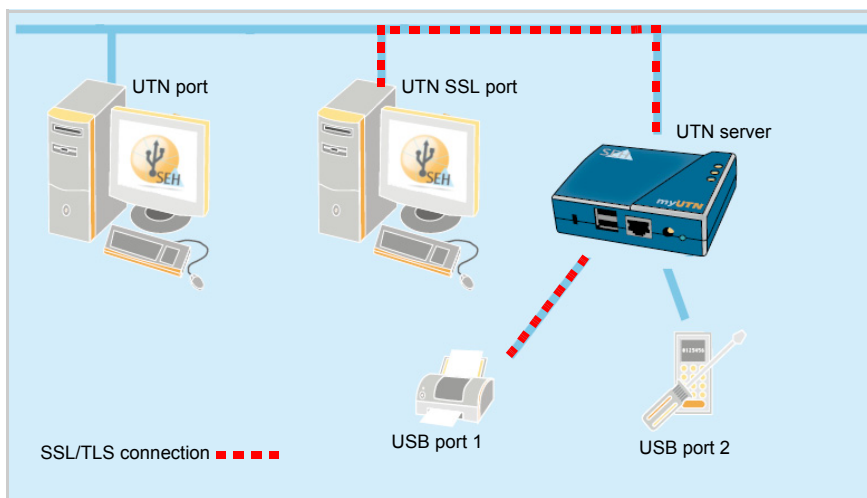 UTN port
UTN SSL port
UTN server
SEH
SEH
SEH
myUTN
USB port 1
USB port 2
SSL/TLS connection